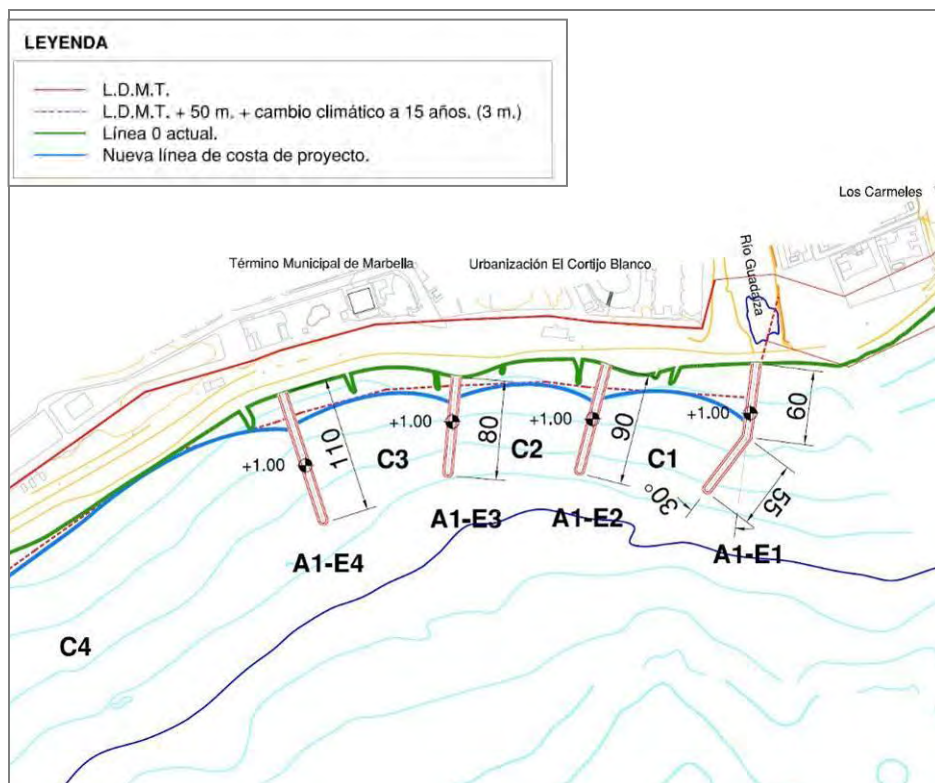 LEYENDA
L.D.M.T.
L.D.M.T. + 50 m. + cambio climático a 15 años. (3 m.)
Línea 0 actual.
Nueva línea de costa de proyecto.
Los Carmeles
Río Guadaiza
Término Municipal de Marbella
Urbanización El Cortijo Blanco
+1.00
+1.00
+1.00
+1.00
110
80
90
60
55
30°
C3
C2
C1
A1-E4
A1-E3
A1-E2
A1-E1
C4